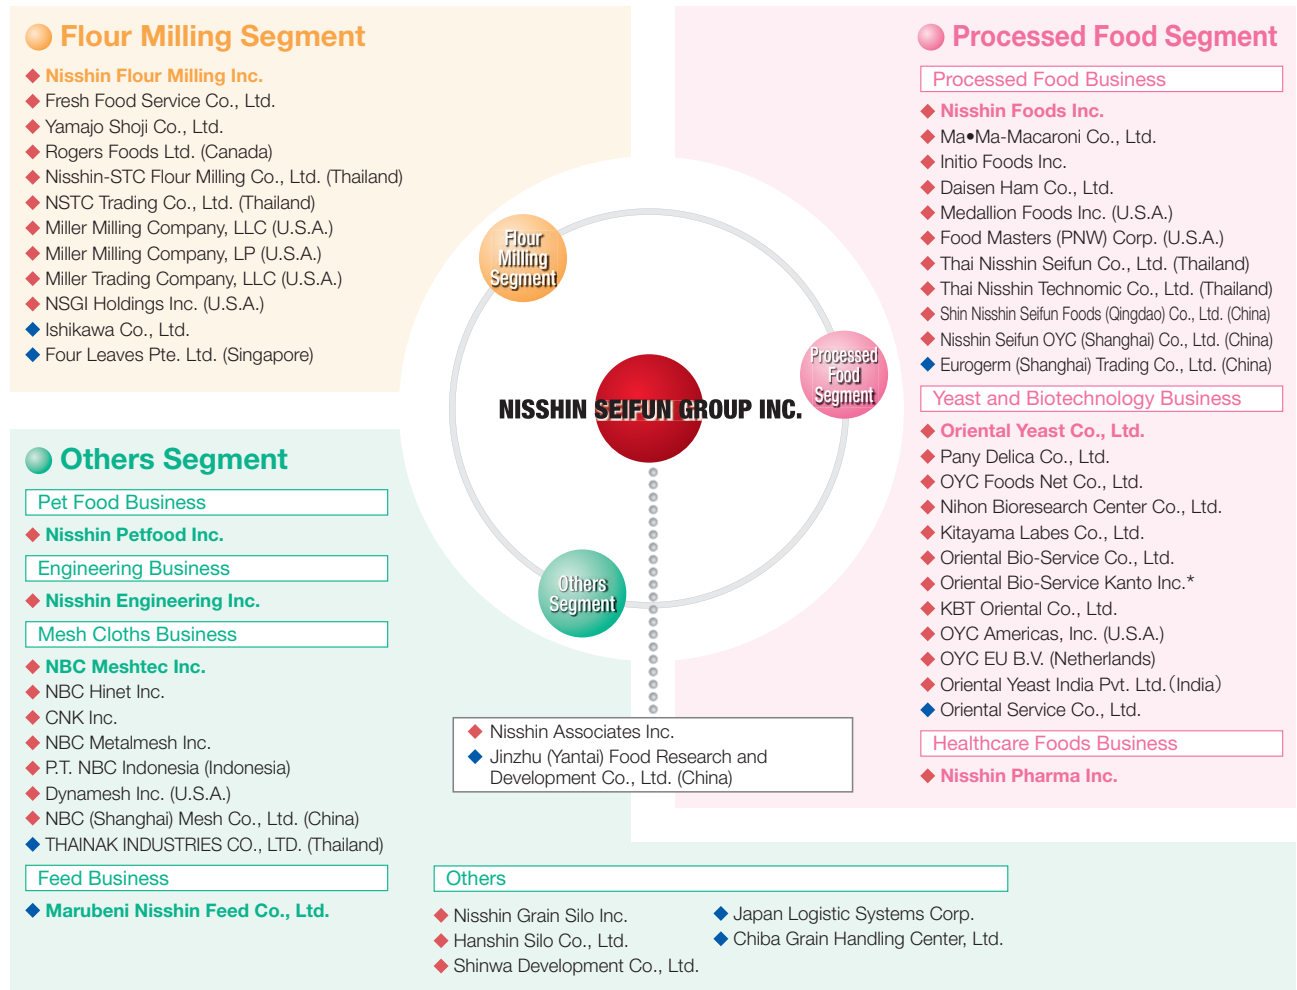 Flour Milling Segment
Nisshin Flour Milling Inc.
Fresh Food Service Co., Ltd.
Yamajo Shoji Co., Ltd.
Rogers Foods Ltd. (Canada)
Nisshin-STC Flour Milling Co., Ltd. (Thailand)
NSTC Trading Co., Ltd. (Thailand)
Miller Milling Company, LLC (U.S.A.)
Miller Milling Company, LP (U.S.A.)
Miller Trading Company, LLC (U.S.A.)
NSGI Holdings Inc. (U.S.A.)
Ishikawa Co., Ltd.
Four Leaves Pte. Ltd. (Singapore)
Processed Food Segment
Processed Food Business
Nisshin Foods Inc.
Ma•Ma-Macaroni Co., Ltd.
Initio Foods Inc.
Daisen Ham Co., Ltd.
Medallion Foods Inc. (U.S.A.)
Food Masters (PNW) Corp. (U.S.A.)
Thai Nisshin Seifun Co., Ltd. (Thailand)
Thai Nisshin Technomic Co., Ltd. (Thailand)
Shin Nisshin Seifun Foods (Qingdao) Co., Ltd. (China)
Nisshin Seifun OYC (Shanghai) Co., Ltd. (China)
Eurogerm (Shanghai) Trading Co., Ltd. (China)
Yeast and Biotechnology Business
Oriental Yeast Co., Ltd.
Pany Delica Co., Ltd.
OYC Foods Net Co., Ltd.
Nihon Bioresearch Center Co., Ltd.
Kitayama Labes Co., Ltd.
Oriental Bio-Service Co., Ltd.
Oriental Bio-Service Kanto Inc.*
KBT Oriental Co., Ltd.
OYC Americas, Inc. (U.S.A.)
OYC EU B.V. (Netherlands)
Oriental Yeast India Pvt. Ltd.（India）
Oriental Service Co., Ltd.
Healthcare Foods Business
Nisshin Pharma Inc.
Flour
Milling
Segment
Processed
Food
Segment
NISSHIN SEIFUN GROUP INC.
Others
Segment
Nisshin Associates Inc.
Jinzhu (Yantai) Food Research and
Development Co., Ltd. (China)
Others Segment
Pet Food Business
Nisshin Petfood Inc.
Engineering Business
Nisshin Engineering Inc.
Mesh Cloths Business
NBC Meshtec Inc.
NBC Hinet Inc.
CNK Inc.
NBC Metalmesh Inc.
P.T. NBC Indonesia (Indonesia)
Dynamesh Inc. (U.S.A.)
NBC (Shanghai) Mesh Co., Ltd. (China)
THAINAK INDUSTRIES CO., LTD. (Thailand)
Feed Business
Marubeni Nisshin Feed Co., Ltd.
Others
Nisshin Grain Silo Inc.
Hanshin Silo Co., Ltd.
Shinwa Development Co., Ltd.
Japan Logistic Systems Corp.
Chiba Grain Handling Center, Ltd.